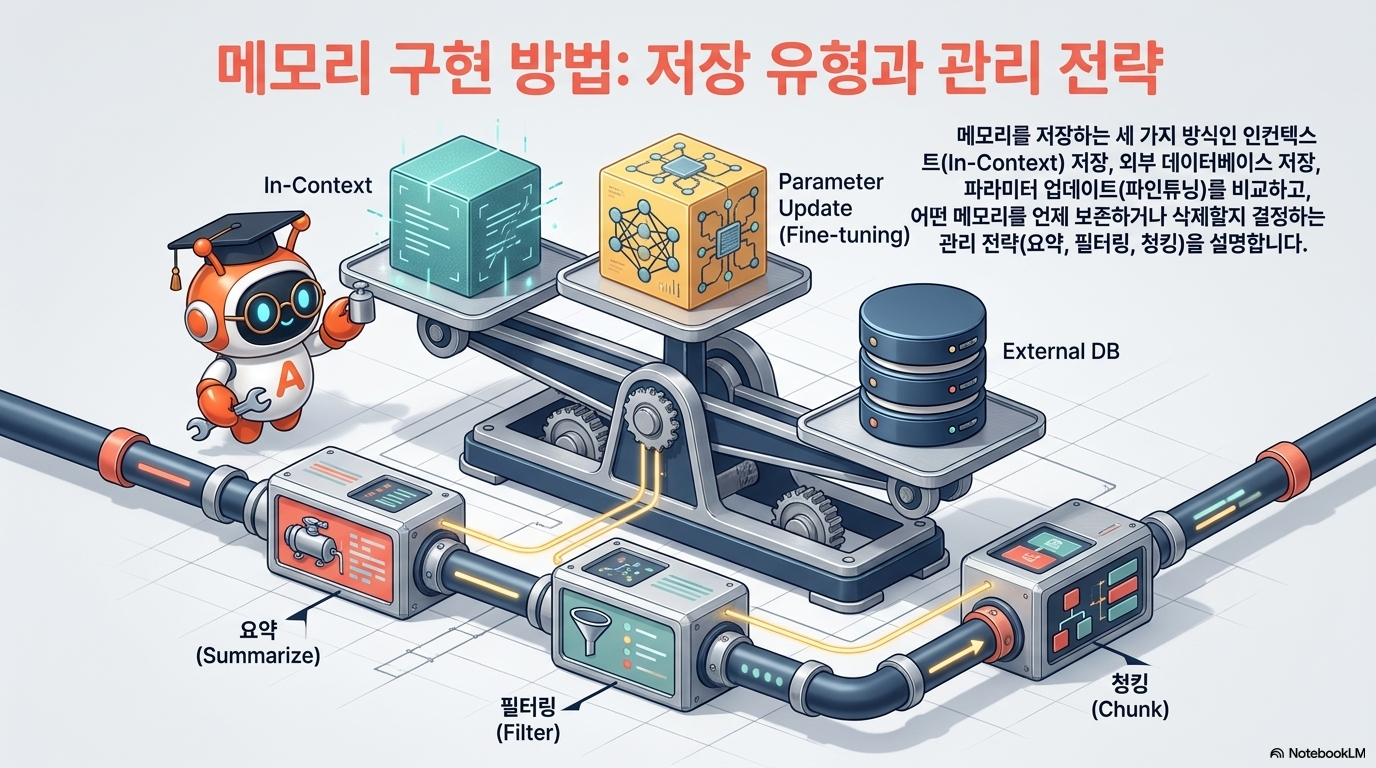 메모리 구현 방법: 저장 유형과 관리 전략
메모리를 저장하는 세 가지 방식인 인컨텍스
트(In-Context) 저장, 외부 데이터베이스 저장,
파라미터 업데이트(파인튜닝)를 비교하고,
어떤 메모리를 언제 보존하거나 삭제할지 결정하는
관리 전략(요약, 필터링, 청킹)을 설명합니다.
In-Context
Parameter
Update
(Fine-tuning)
External DB
A
요약
(Summarize)
필터링
(Filter)
청킹
(Chunk)
NotebookLM